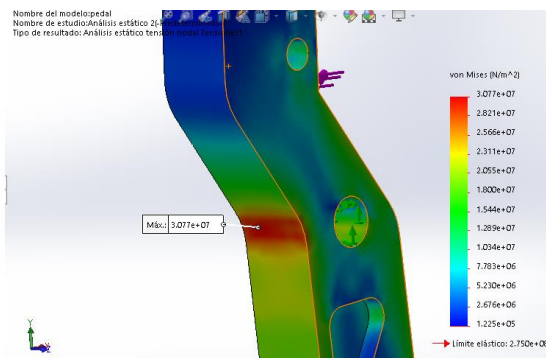 Nombre del modelo:pedal
Nombre de estudio:Análisis estático 2(
Tipo de resultado: Análisis estático tensión nodal Tensiones1
von Mises (N/m^2)
3.077e+07
2.821e+07
2.566e+07
2.311e+07
2.055e+07
1.800e+07
1.544e+07
1.289e+07
1.034e+07
7.783e+06
5.230e+06
2.676e+06
1.225e+05
Límite elástico: 2.750e+08
Máx.: 3.077e+07
Y